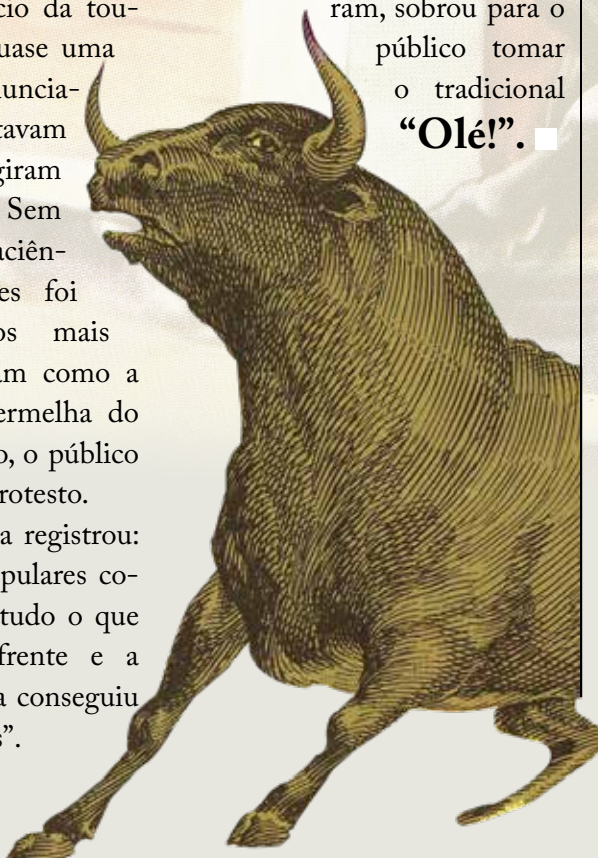 cio da tou-
uase uma
uncia-
tavam
giram
Sem
aciên-
es foi
os mais
am como a
ermelha do
o, o público
rotesto.
a registrou:
pulares co-
tudo o que
frente e a
a conseguiu
s”.
ram, sobrou para o
público tomar
o tradicional
“Olé!”.